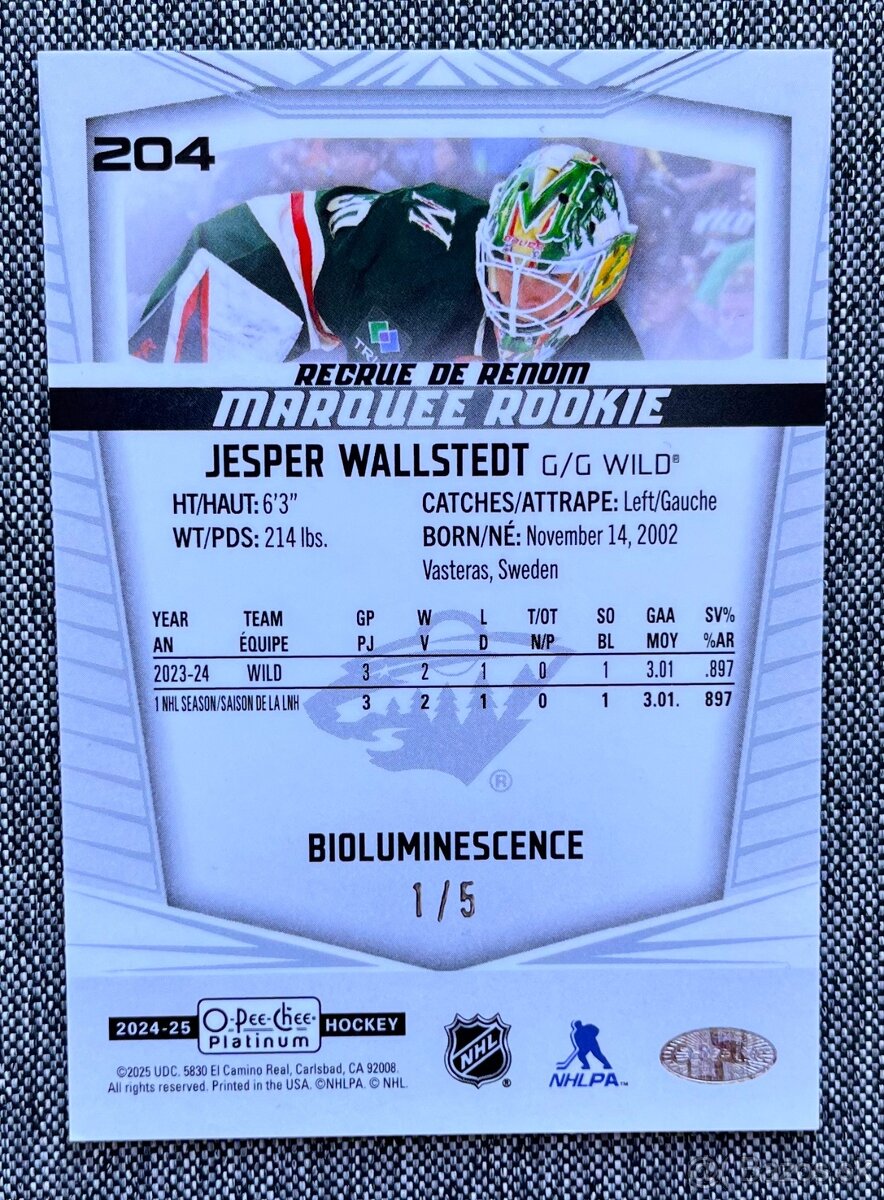 204
RECRUE DE RENOM
MARQUEE ROOKIE
JESPER WALLSTEDT G/G WILD®
HT/HAUT: 6'3" CATCHES/ATTRAPE: Left/Gauche
WT/PDS: 214 lbs. BORN/NÉ: November 14, 2002
Vasteras, Sweden
YEAR TEAM GP W L T/OT SO GAA SV%
AN ÉQUIPE PJ V D N/P BL MOY %AR
2023-24 WILD 3 2 1 0 1 3.01 .897
1 NHL SEASON/SAISON DE LA LNH 3 2 1 0 1 3.01. 897
®
BIOLUMINESCENCE
1/5
2024-25 O-Pee-Chee® Platinum HOCKEY
NHL ®
NHLPA™
©2025 UDC. 5830 El Camino Real, Carlsbad, CA 92008.
All rights reserved. Printed in the USA. ©NHLPA. © NHL.